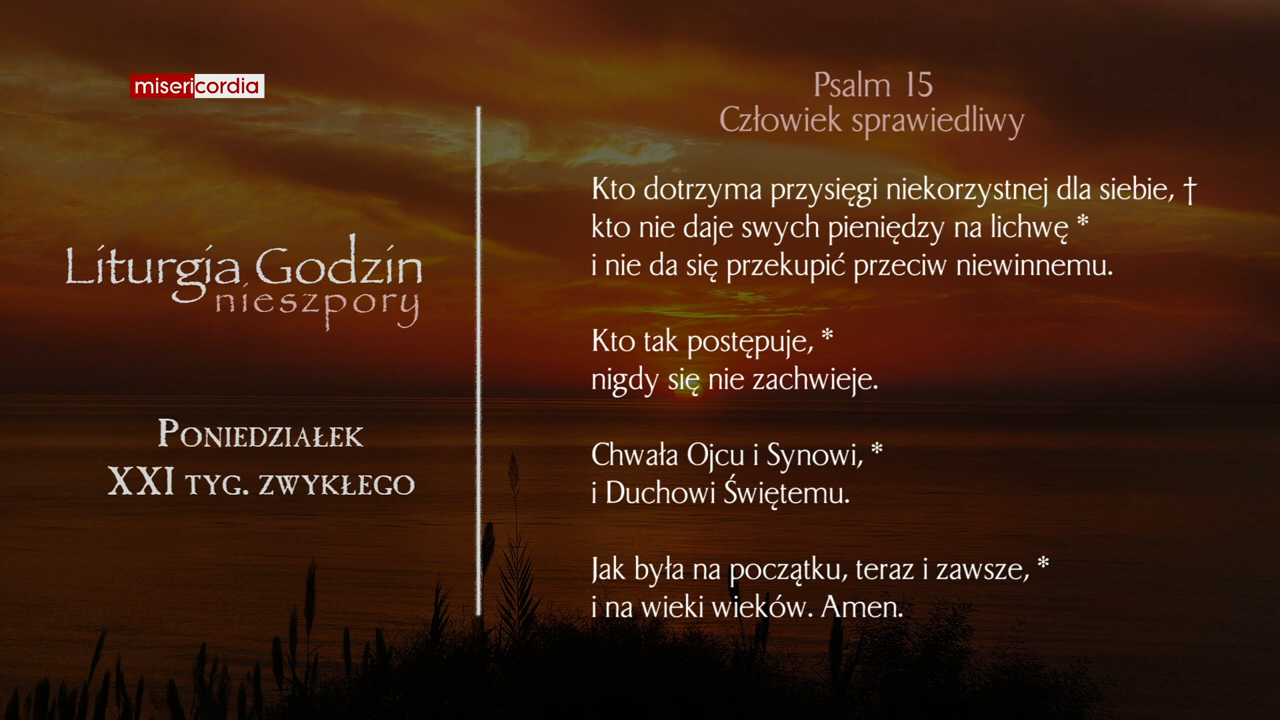 misericordia
Liturgia Godzin
nieszpory
Poniedziałek
XXI tyg. zwykłego
Psalm 15
Człowiek sprawiedliwy
Kto dotrzyma przysięgi niekorzystnej dla siebie, †
kto nie daje swych pieniędzy na lichwę *
i nie da się przekupić przeciw niewinnemu.
Kto tak postępuje, *
nigdy się nie zachwieje.
Chwała Ojcu i Synowi, *
i Duchowi Świętemu.
Jak była na początku, teraz i zawsze, *
i na wieki wieków. Amen.